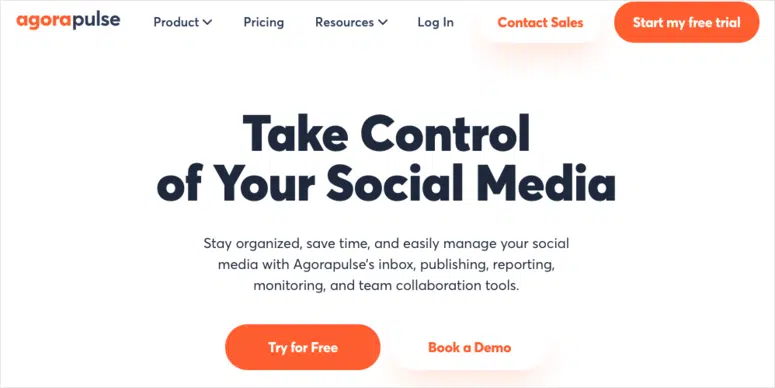 agorapulse Product Pricing Resources Log In Contact Sales Start my free trial
Take Control
of Your Social Media
Stay organized, save time, and easily manage your social
media with Agorapulse's inbox, publishing, reporting,
monitoring, and team collaboration tools.
Try for Free Book a Demo